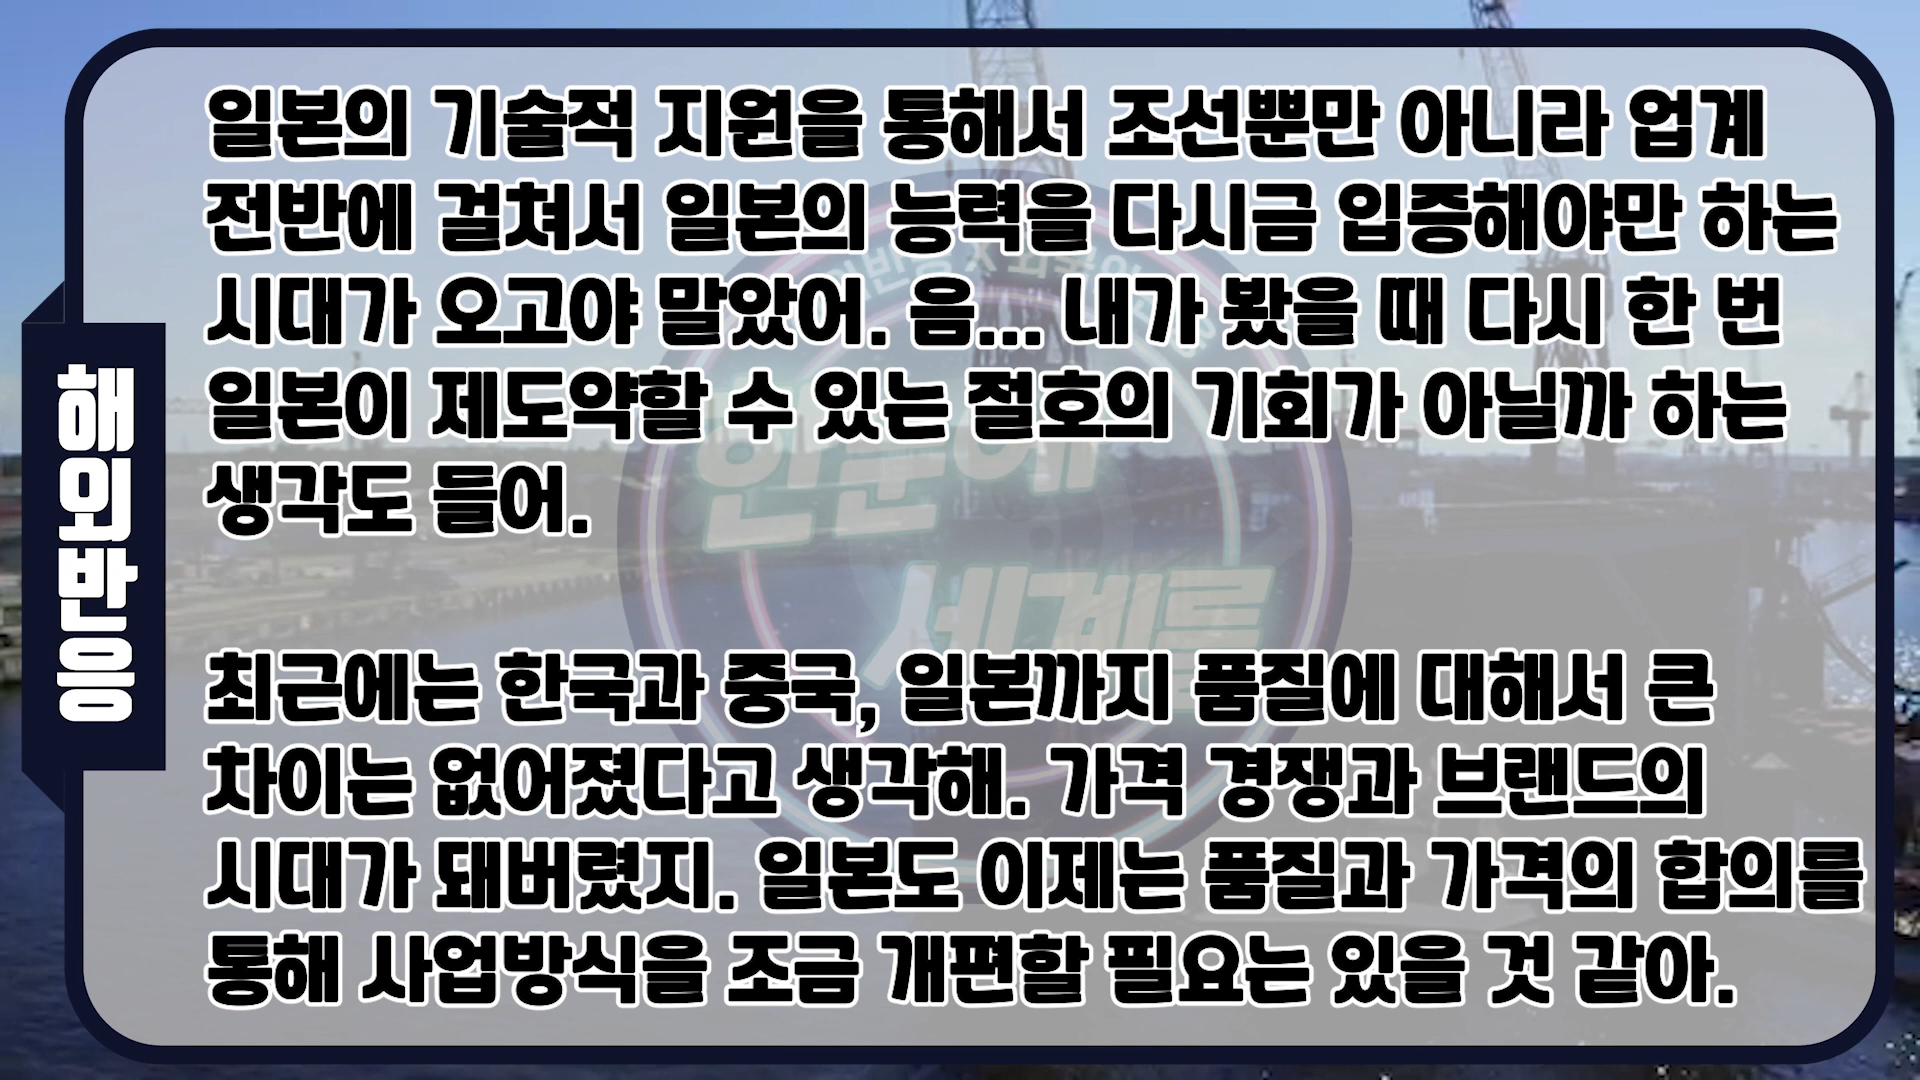 해외반응
일본의 기술적 지원을 통해서 조선뿐만 아니라 업계
전반에 걸쳐서 일본의 능력을 다시금 입증해야만 하는
시대가 오고야 말았어. 음... 내가 봤을 때 다시 한 번
일본이 제도약할 수 있는 절호의 기회가 아닐까 하는
생각도 들어.
최근에는 한국과 중국, 일본까지 품질에 대해서 큰
차이는 없어졌다고 생각해. 가격 경쟁과 브랜드의
시대가 돼버렸지. 일본도 이제는 품질과 가격의 합의를
통해 사업방식을 조금 개편할 필요는 있을 것 같아.
한눈에
세계를